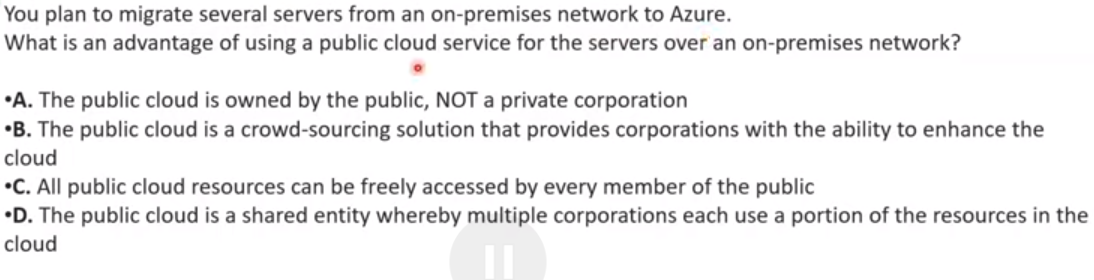 You plan to migrate several servers from an on-premises network to Azure.
What is an advantage of using a public cloud service for the servers over an on-premises network?
•A. The public cloud is owned by the public, NOT a private corporation
•B. The public cloud is a crowd-sourcing solution that provides corporations with the ability to enhance the
cloud
•C. All public cloud resources can be freely accessed by every member of the public
•D. The public cloud is a shared entity whereby multiple corporations each use a portion of the resources in the
cloud